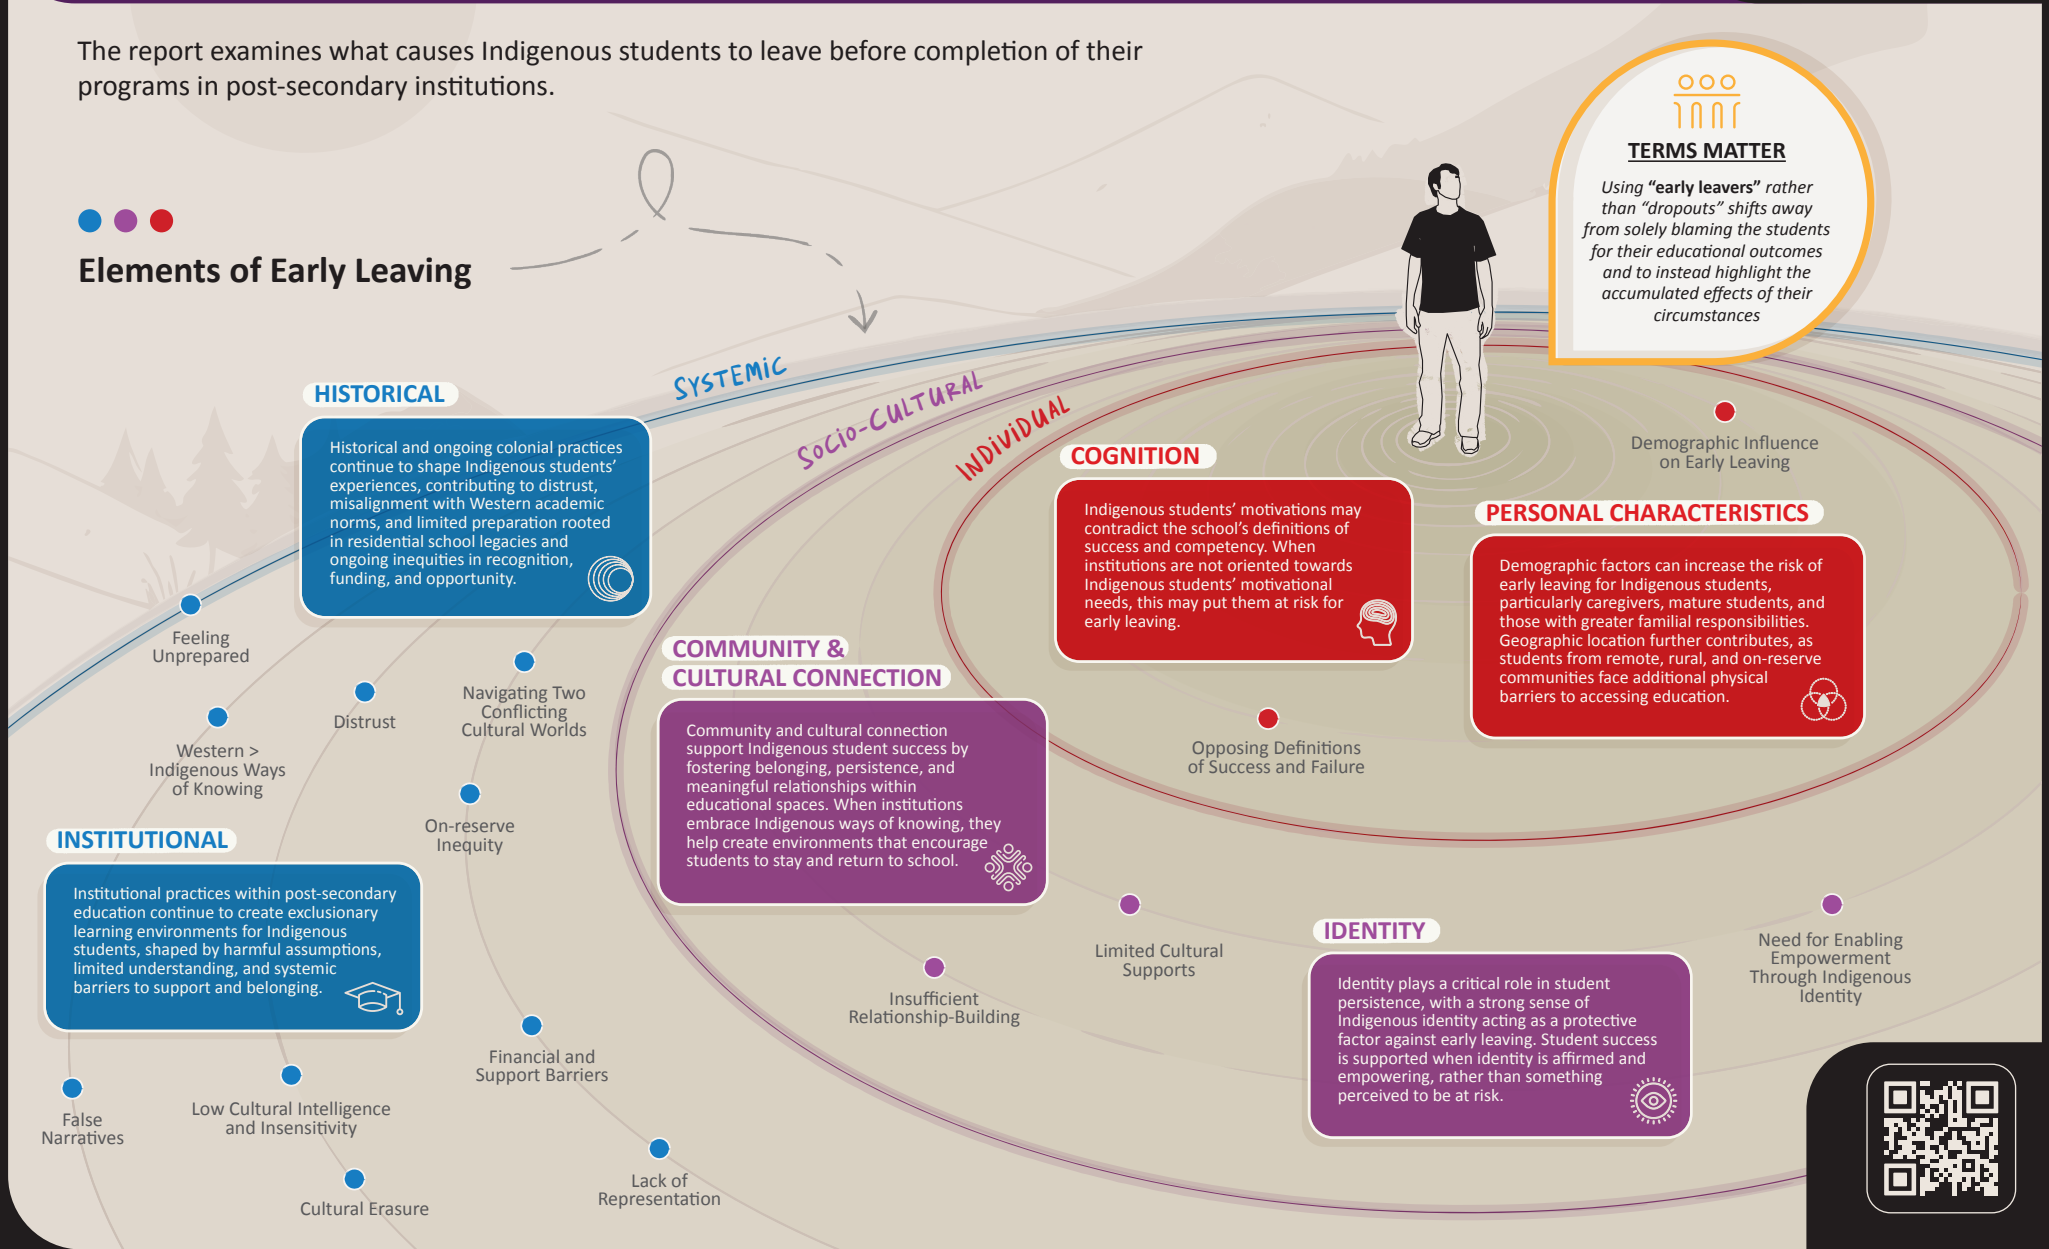 The report examines what causes Indigenous students to leave before completion of their
programs in post-secondary institutions.
TERMS MATTER
Using “early leavers” rather
than “dropouts” shifts away
from solely blaming the students
for their educational outcomes
and to instead highlight the
accumulated effects of their
circumstances
Elements of Early Leaving
SYSTEMIC
SOCIO-CULTURAL
INDIVIDUAL
HISTORICAL
Historical and ongoing colonial practices
continue to shape Indigenous students’
experiences, contributing to distrust,
misalignment with Western academic
norms, and limited preparation rooted
in residential school legacies and
ongoing inequities in recognition,
funding, and opportunity.
Feeling
Unprepared
Distrust
Navigating Two
Conflicting
Cultural Worlds
Western >
Indigenous Ways
of Knowing
On-reserve
Inequity
INSTITUTIONAL
Institutional practices within post-secondary
education continue to create exclusionary
learning environments for Indigenous
students, shaped by harmful assumptions,
limited understanding, and systemic
barriers to support and belonging.
False
Narratives
Low Cultural Intelligence
and Insensitivity
Financial and
Support Barriers
Cultural Erasure
Lack of
Representation
COMMUNITY &
CULTURAL CONNECTION
Community and cultural connection
support Indigenous student success by
fostering belonging, persistence, and
meaningful relationships within
educational spaces. When institutions
embrace Indigenous ways of knowing, they
help create environments that encourage
students to stay and return to school.
Insufficient
Relationship-Building
Limited Cultural
Supports
IDENTITY
Identity plays a critical role in student
persistence, with a strong sense of
Indigenous identity acting as a protective
factor against early leaving. Student success
is supported when identity is affirmed and
empowering, rather than something
perceived to be at risk.
Need for Enabling
Empowerment
Through Indigenous
Identity
COGNITION
Indigenous students’ motivations may
contradict the school’s definitions of
success and competency. When
institutions are not oriented towards
Indigenous students’ motivational
needs, this may put them at risk for
early leaving.
Opposing Definitions
of Success and Failure
Demographic Influence
on Early Leaving
PERSONAL CHARACTERISTICS
Demographic factors can increase the risk of
early leaving for Indigenous students,
particularly caregivers, mature students, and
those with greater familial responsibilities.
Geographic location further contributes, as
students from remote, rural, and on-reserve
communities face additional physical
barriers to accessing education.